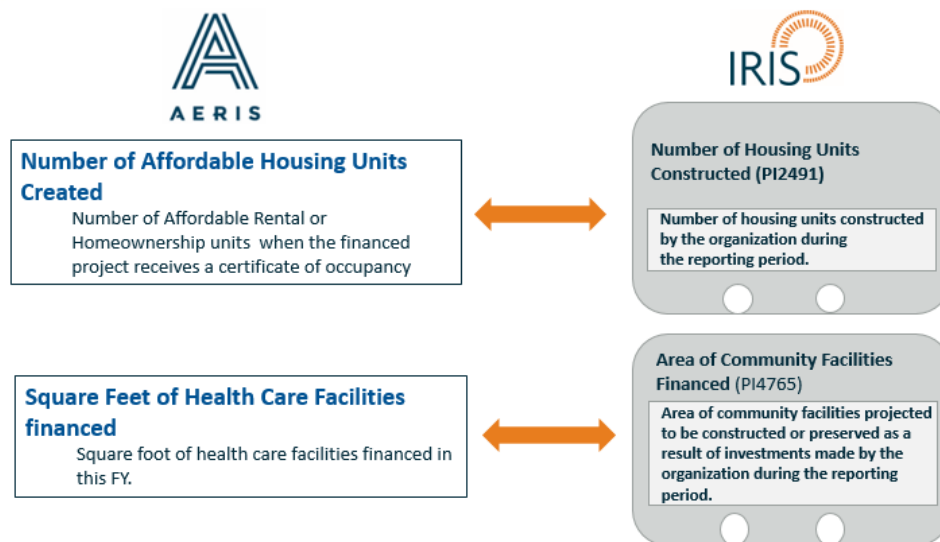 AERIS
IRIS
Number of Affordable Housing Units
Created
Number of Affordable Rental or
Homeownership units when the financed
project receives a certificate of occupancy
Number of Housing Units
Constructed (PI2491)
Number of housing units constructed
by the organization during
the reporting period.
Square Feet of Health Care Facilities
financed
Square foot of health care facilities financed in
this FY.
Area of Community Facilities
Financed (PI4765)
Area of community facilities projected
to be constructed or preserved as a
result of investments made by the
organization during the reporting
period.